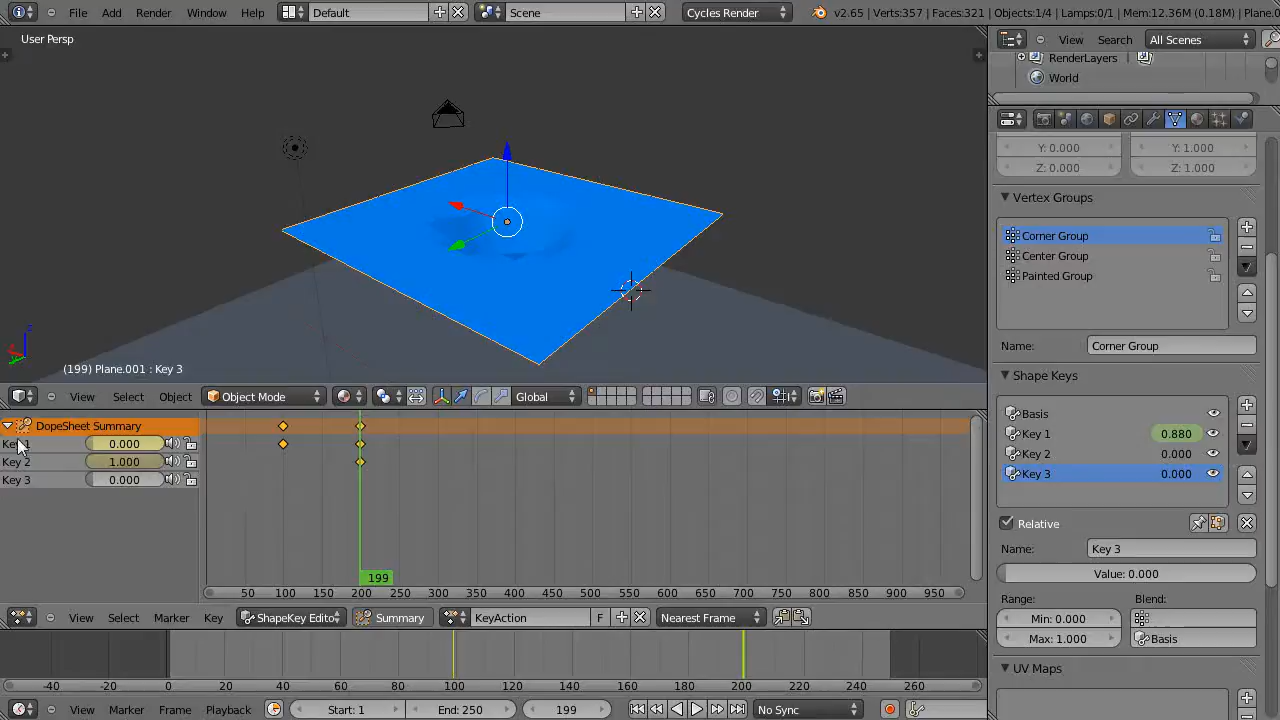 File Add Render Window Help Default Scene Cycles Render v2.65 | Verts:357 | Faces:321 | Objects:1/4 | Lamps:0/1 | Mem:12.36M (0.18M) | Plane.0
User Persp
View Search All Scenes
RenderLayers
World
Y: 0.000 Y: 1.000
Z: 0.000 Z: 1.000
Vertex Groups
Corner Group
Center Group
Painted Group
Name: Corner Group
(199) Plane.001 : Key 3
Shape Keys
View Select Object Object Mode Global
Basis
Key 1 0.880
Key 2 0.000
Key 3 0.000
DopeSheet Summary
Key 1 0.000
Key 2 1.000
Key 3 0.000
Relative
Name: Key 3
Value: 0.000
Range: Blend:
Min: 0.000
Max: 1.000 Basis
199
50 100 150 200 250 300 350 400 450 500 550 600 650 700 750 800 850 900 950
View Select Marker Key ShapeKey Edito Summary KeyAction F Nearest Frame
UV Maps
-40 -20 0 20 40 60 80 100 120 140 160 180 200 220 240 260
View Marker Frame Playback Start: 1 End: 250 199 No Sync